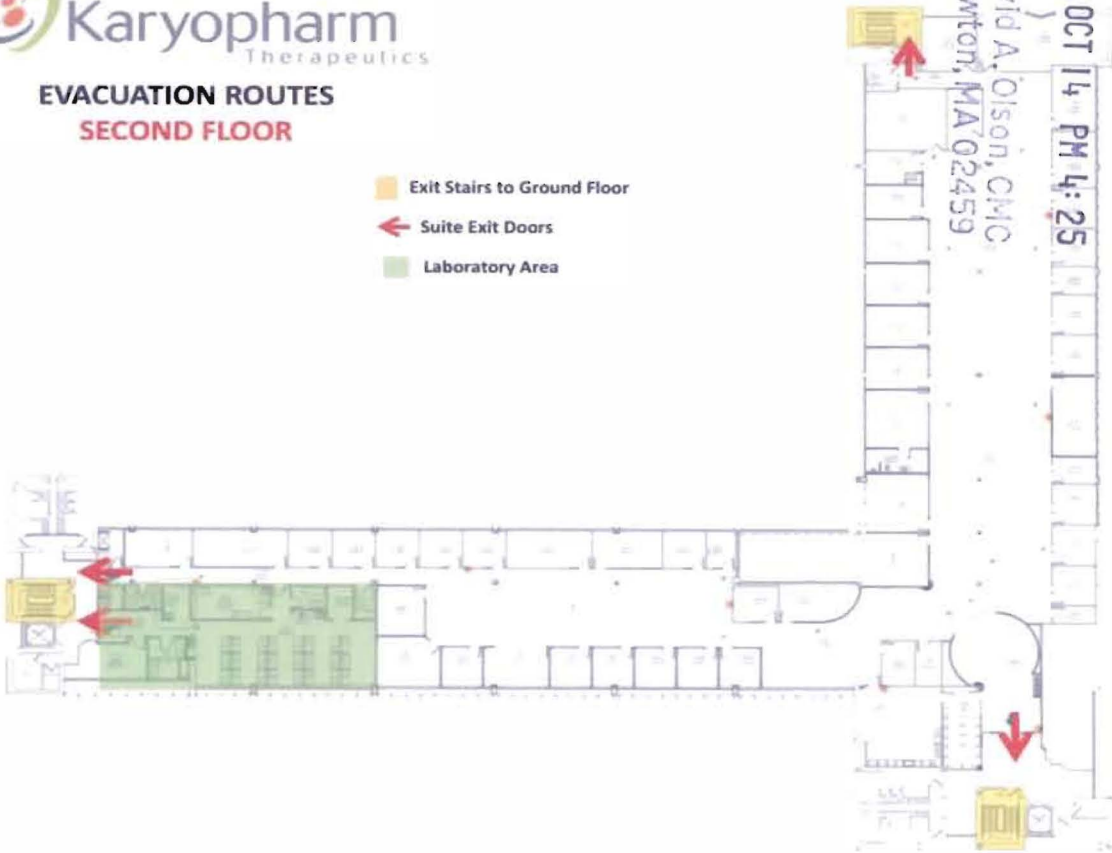 Karyopharm
Therapeutics
EVACUATION ROUTES
SECOND FLOOR
Exit Stairs to Ground Floor
Suite Exit Doors
Laboratory Area
OCT 14 PM 4:25
A. Olson, CMC
MA 02459